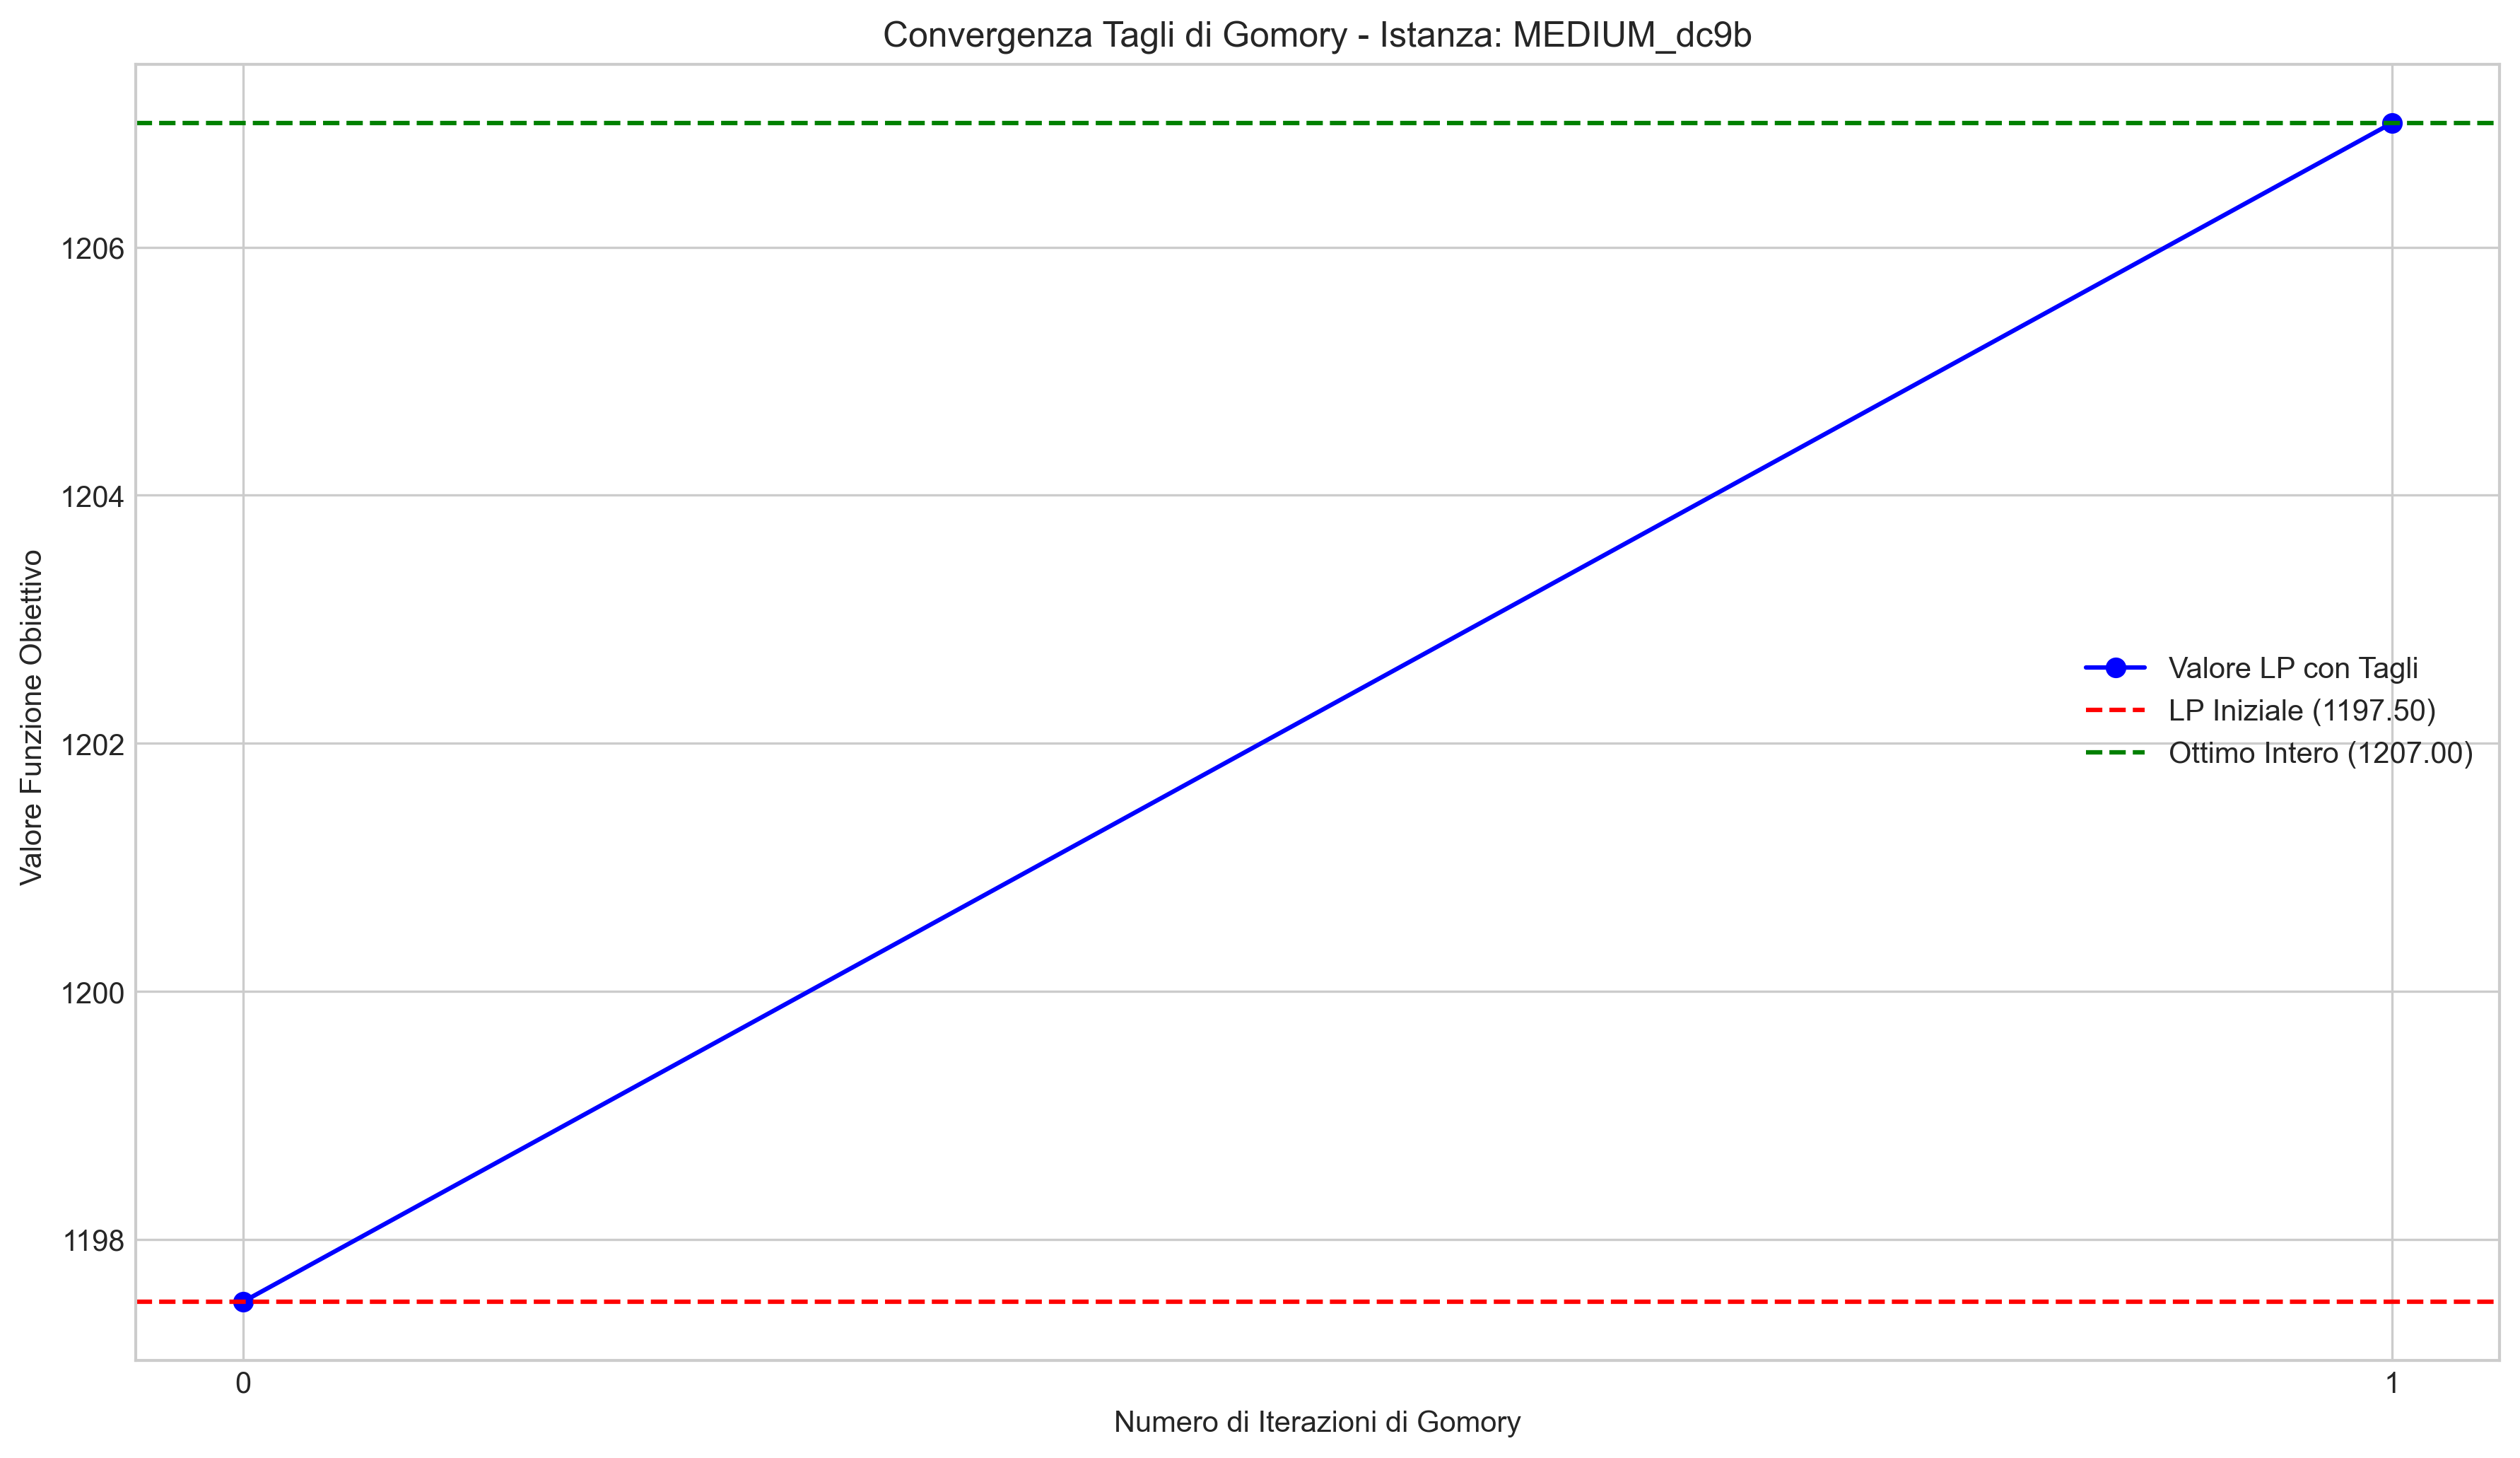 Convergenza Tagli di Gomory - Istanza: MEDIUM_dc9b
Valore Funzione Obiettivo
1206
1204
1202
1200
1198
Valore LP con Tagli
LP Iniziale (1197.50)
Ottimo Intero (1207.00)
0
1
Numero di Iterazioni di Gomory